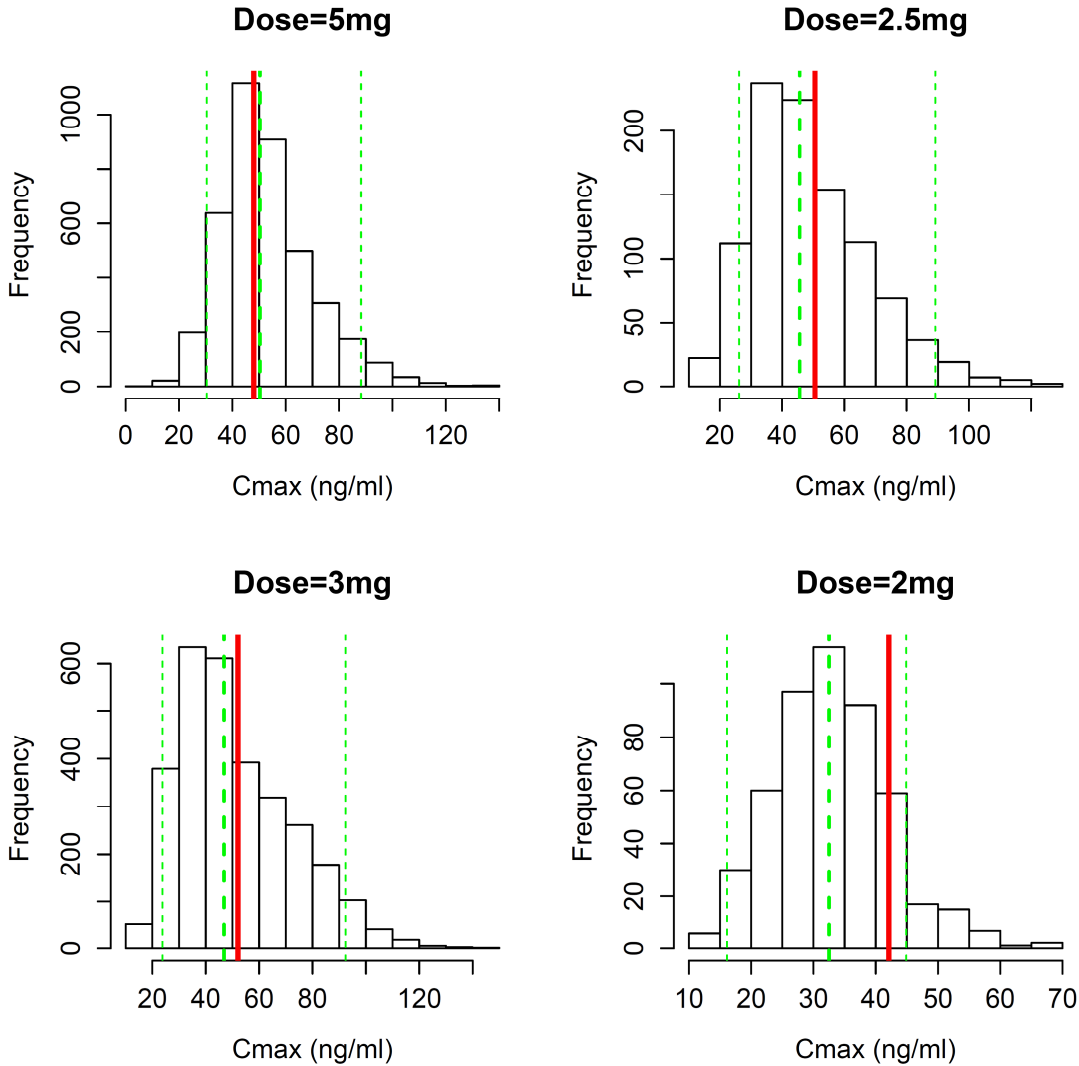 Dose=5mg
Frequency
0 200 600 1000
0 20 40 60 80 120
Cmax (ng/ml)
Dose=2.5mg
Frequency
0 50 100 200
20 40 60 80 100
Cmax (ng/ml)
Dose=3mg
Frequency
0 200 400 600
20 40 60 80 120
Cmax (ng/ml)
Dose=2mg
Frequency
0 20 40 60 80
10 20 30 40 50 60 70
Cmax (ng/ml)